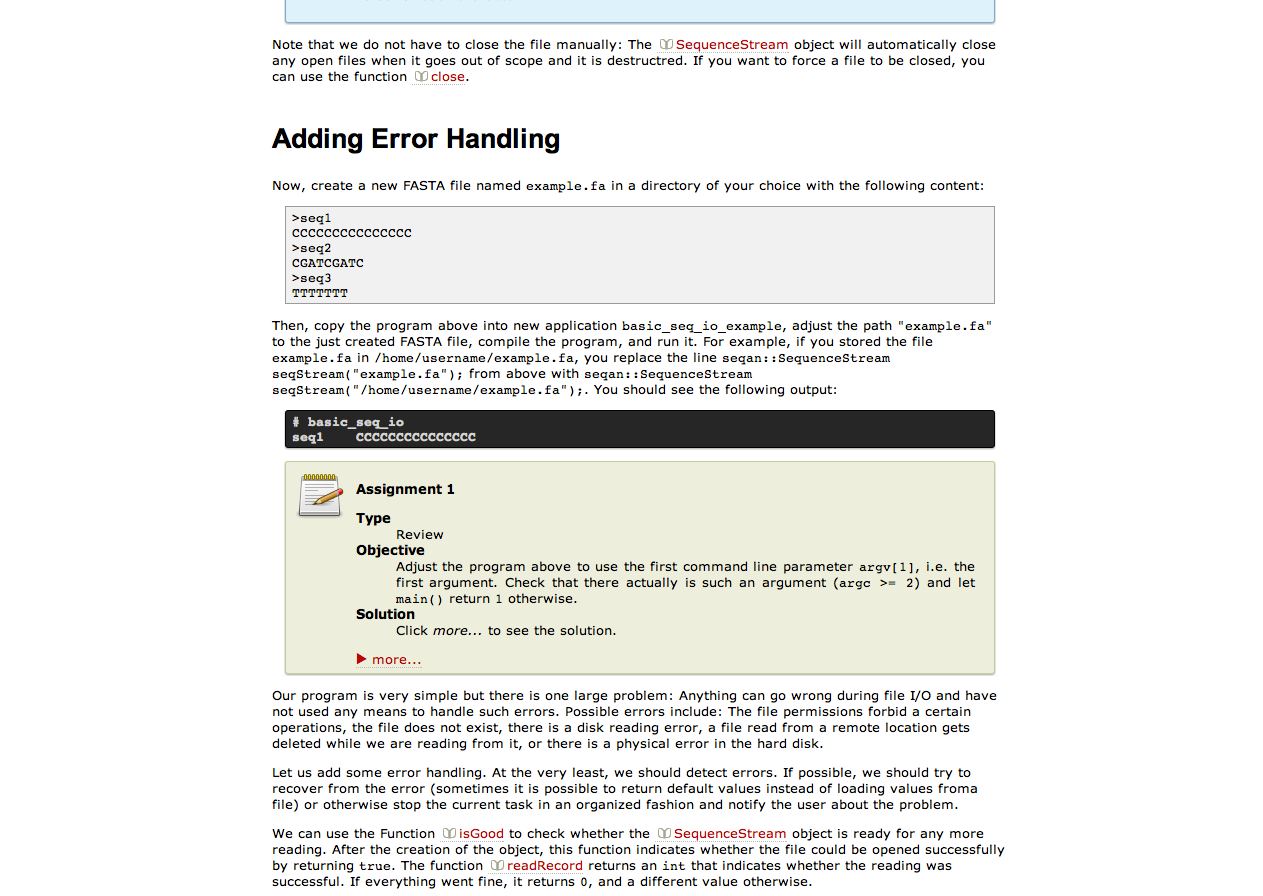 Note that we do not have to close the file manually: The SequenceStream object will automatically close
any open files when it goes out of scope and it is destructred. If you want to force a file to be closed, you
can use the function close.
Adding Error Handling
Now, create a new FASTA file named example.fa in a directory of your choice with the following content:
>seq1
CCCCCCCCCCCCCCC
>seq2
CGATCGATC
>seq3
TTTTTTT
Then, copy the program above into new application basic_seq_io_example, adjust the path "example.fa"
to the just created FASTA file, compile the program, and run it. For example, if you stored the file
example.fa in /home/username/example.fa, you replace the line seqan::SequenceStream
seqStream("example.fa"); from above with seqan::SequenceStream
seqStream("/home/username/example.fa");. You should see the following output:
# basic_seq_io
seq1    CCCCCCCCCCCCCCC
Assignment 1
Type
Review
Objective
Adjust the program above to use the first command line parameter argv[1], i.e. the
first argument. Check that there actually is such an argument (argc >= 2) and let
main() return 1 otherwise.
Solution
Click more... to see the solution.
more...
Our program is very simple but there is one large problem: Anything can go wrong during file I/O and have
not used any means to handle such errors. Possible errors include: The file permissions forbid a certain
operations, the file does not exist, there is a disk reading error, a file read from a remote location gets
deleted while we are reading from it, or there is a physical error in the hard disk.
Let us add some error handling. At the very least, we should detect errors. If possible, we should try to
recover from the error (sometimes it is possible to return default values instead of loading values froma
file) or otherwise stop the current task in an organized fashion and notify the user about the problem.
We can use the Function isGood to check whether the SequenceStream object is ready for any more
reading. After the creation of the object, this function indicates whether the file could be opened successfully
by returning true. The function readRecord returns an int that indicates whether the reading was
successful. If everything went fine, it returns 0, and a different value otherwise.